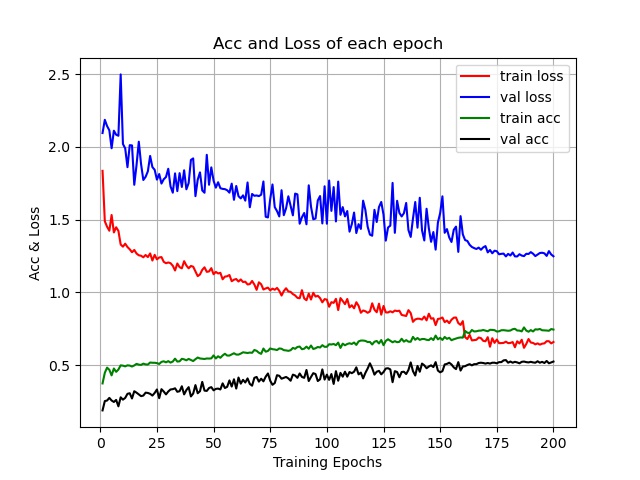 Acc and Loss of each epoch
train loss
val loss
train acc
val acc
2.5
2.0
1.5
1.0
0.5
Acc & Loss
0 25 50 75 100 125 150 175 200
Training Epochs